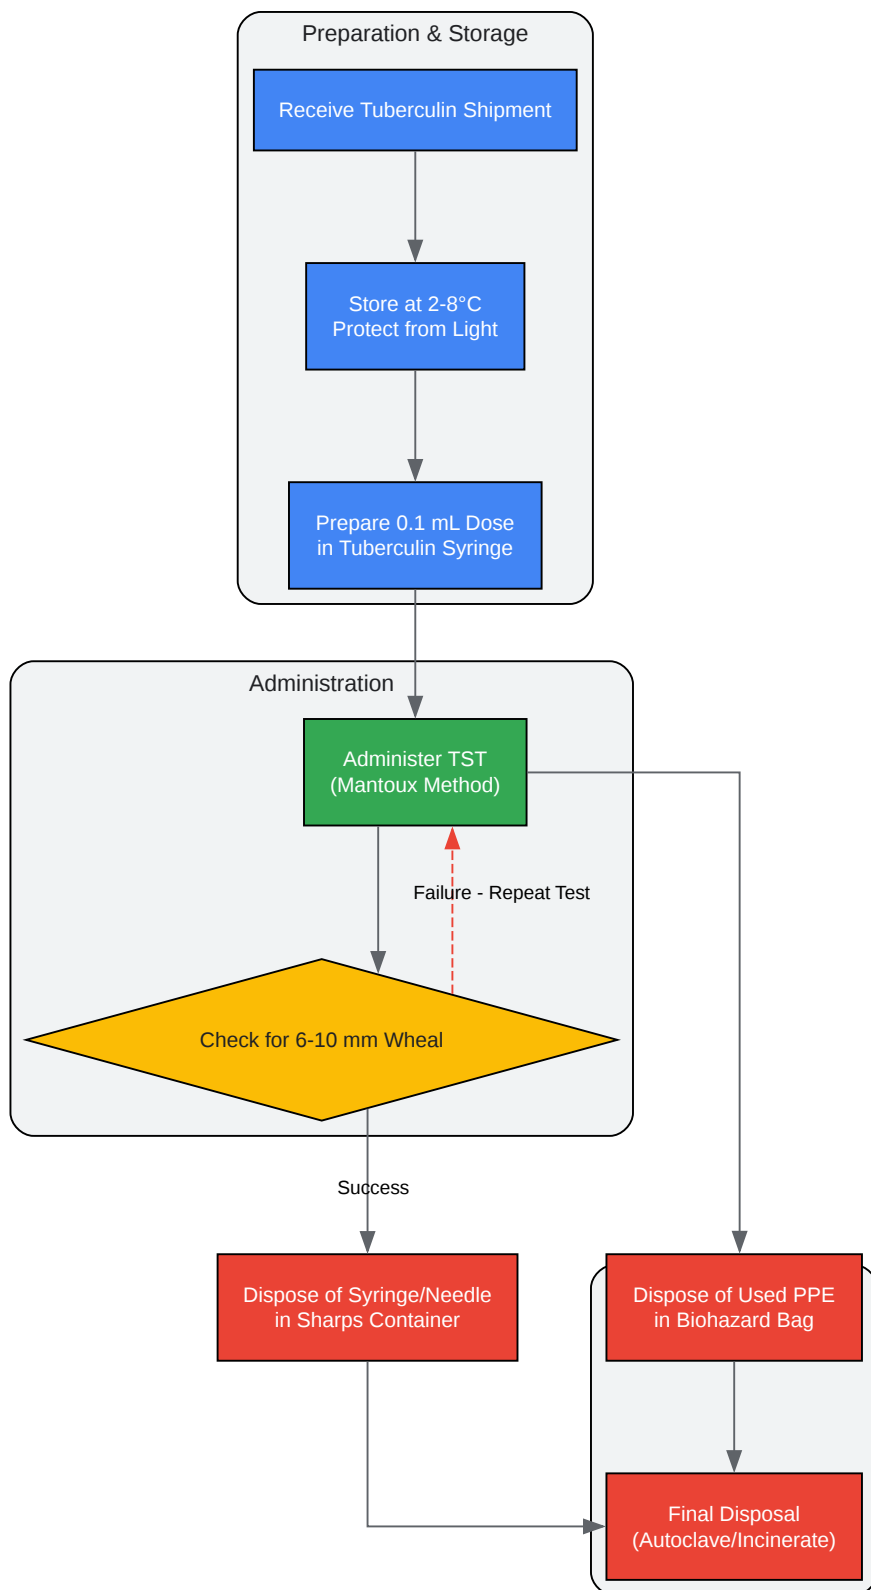 Preparation & Storage
Receive Tuberculin Shipment
Store at 2-8°C
Protect from Light
Prepare 0.1 mL Dose
in Tuberculin Syringe
Administration
Administer TST
(Mantoux Method)
Failure - Repeat Test
Check for 6-10 mm Wheal
Success
Dispose of Syringe/Needle
in Sharps Container
Dispose of Used PPE
in Biohazard Bag
Final Disposal
(Autoclave/Incinerate)